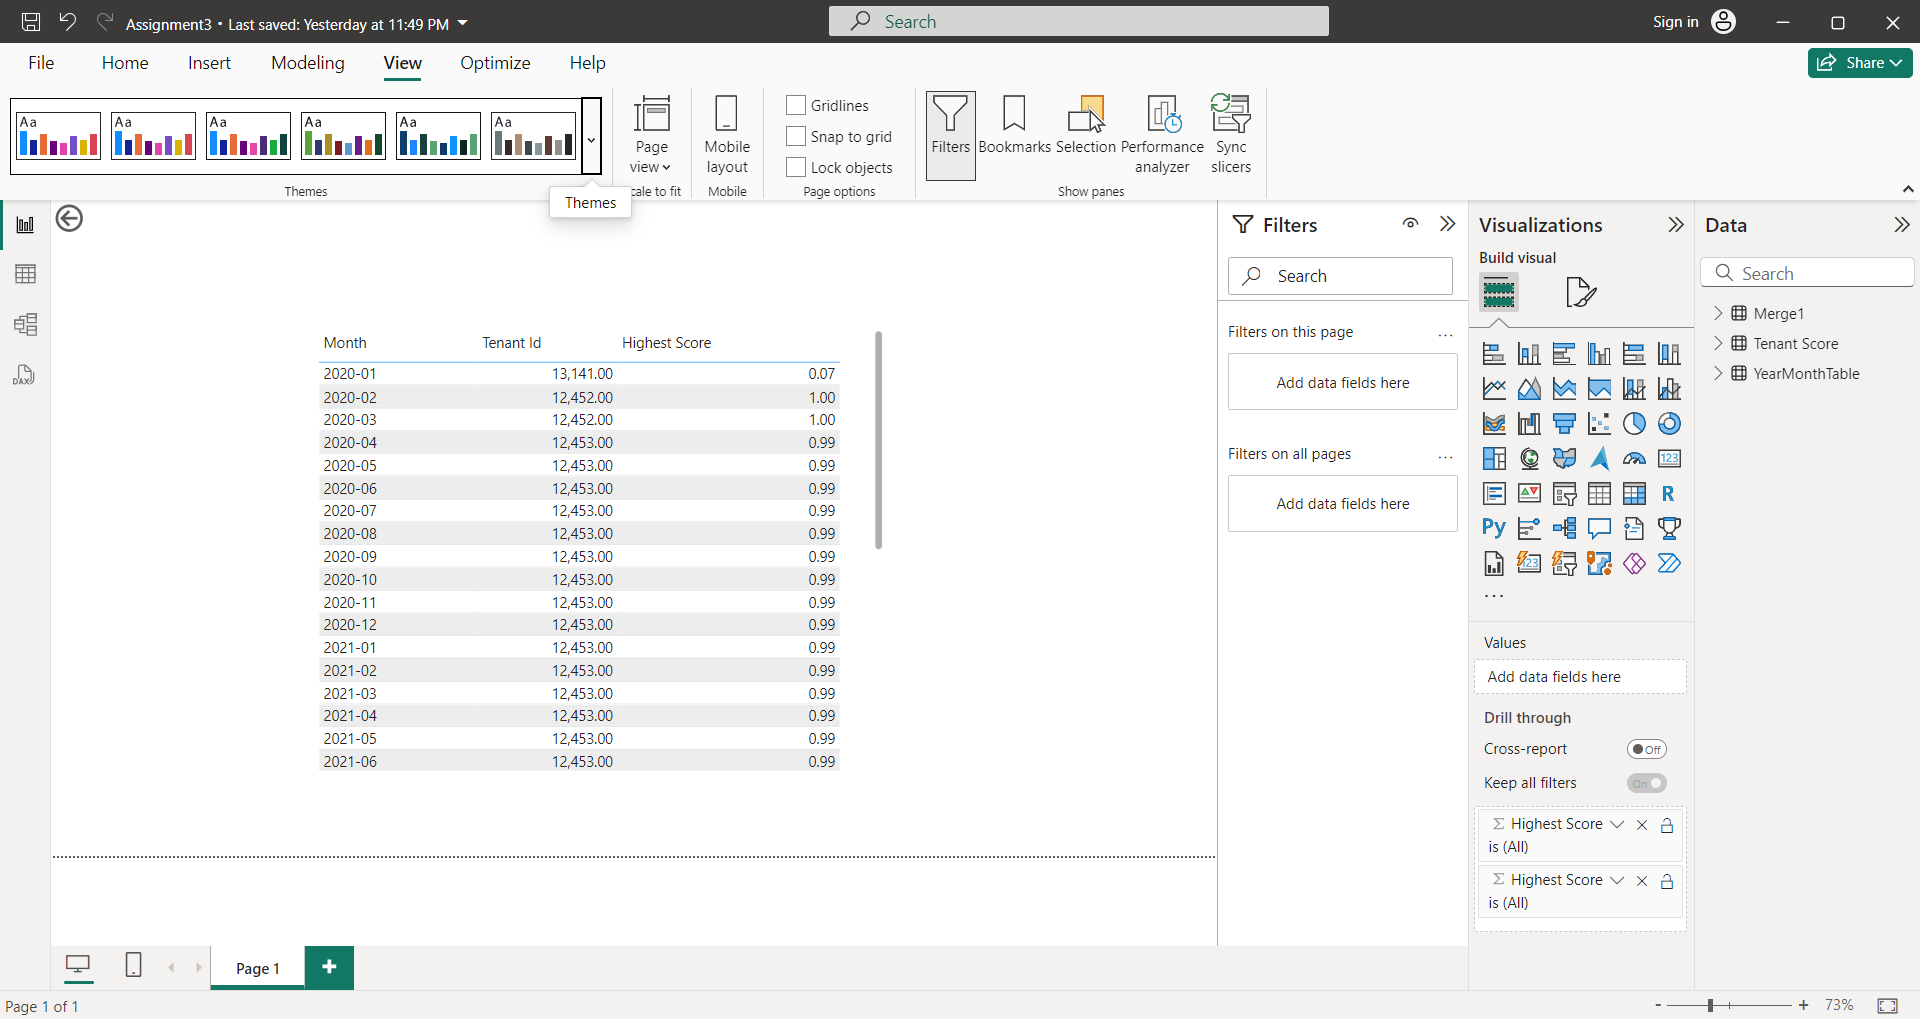 Assignment3 • Last saved: Yesterday at 11:49 PM
Search
Sign in
File Home Insert Modeling View Optimize Help
Share
Aa Aa Aa Aa Aa Aa
Themes
Page view
Mobile layout
Mobile
Gridlines
Snap to grid
Lock objects
Page options
Filters
Bookmarks
Selection
Performance analyzer
Sync slicers
Show panes
cale to fit
Themes
Month Tenant Id Highest Score
2020-01 13,141.00 0.07
2020-02 12,452.00 1.00
2020-03 12,452.00 1.00
2020-04 12,453.00 0.99
2020-05 12,453.00 0.99
2020-06 12,453.00 0.99
2020-07 12,453.00 0.99
2020-08 12,453.00 0.99
2020-09 12,453.00 0.99
2020-10 12,453.00 0.99
2020-11 12,453.00 0.99
2020-12 12,453.00 0.99
2021-01 12,453.00 0.99
2021-02 12,453.00 0.99
2021-03 12,453.00 0.99
2021-04 12,453.00 0.99
2021-05 12,453.00 0.99
2021-06 12,453.00 0.99
Filters
Search
Filters on this page ...
Add data fields here
Filters on all pages ...
Add data fields here
Visualizations
Build visual
123
R
Py
123
...
Values
Add data fields here
Drill through
Cross-report Off
Keep all filters On
Σ Highest Score
is (All)
Σ Highest Score
is (All)
Data
Search
Merge1
Tenant Score
YearMonthTable
DAX
Page 1 +
Page 1 of 1
- + 73%